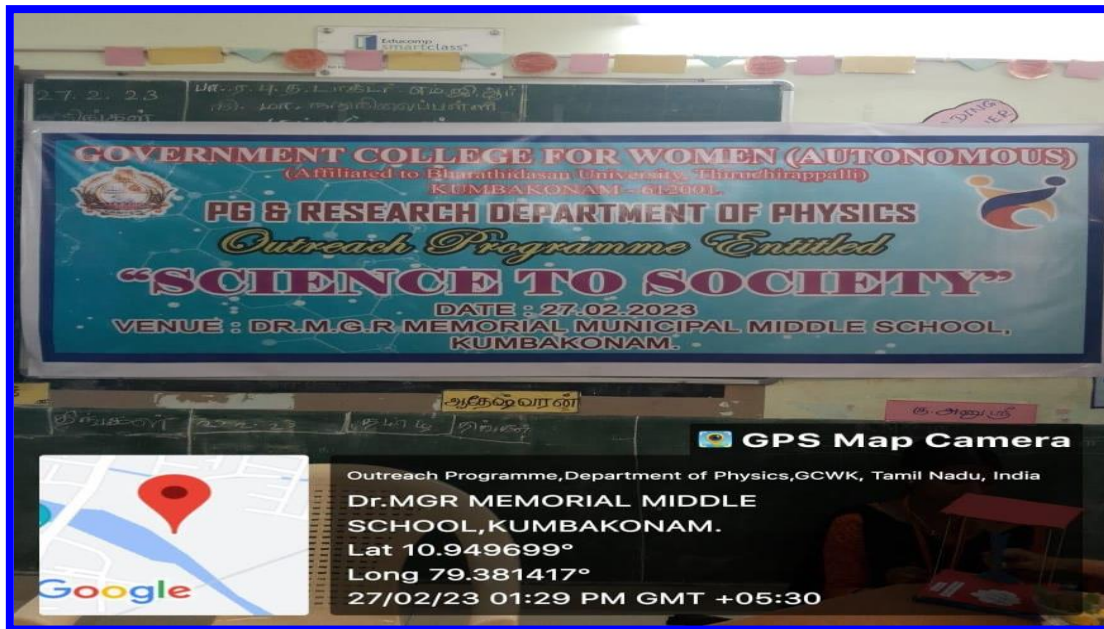 Educomp
smartclass
27.2.23
GOVERNMENT COLLEGE FOR WOMEN (AUTONOMOUS)
(Affiliated to Bharathidasan University, Thiruchirappalli)
KUMBAKONAM - 612001.
PG & RESEARCH DEPARTMENT OF PHYSICS
Outreach Programme Entitled
“SCIENCE TO SOCIETY”
DATE : 27.02.2023
VENUE : DR.M.G.R MEMORIAL MUNICIPAL MIDDLE SCHOOL,
KUMBAKONAM.
GPS Map Camera
Outreach Programme,Department of Physics,GCWK, Tamil Nadu, India
Dr.MGR MEMORIAL MIDDLE
SCHOOL,KUMBAKONAM.
Lat 10.949699°
Long 79.381417°
27/02/23 01:29 PM GMT +05:30
Google